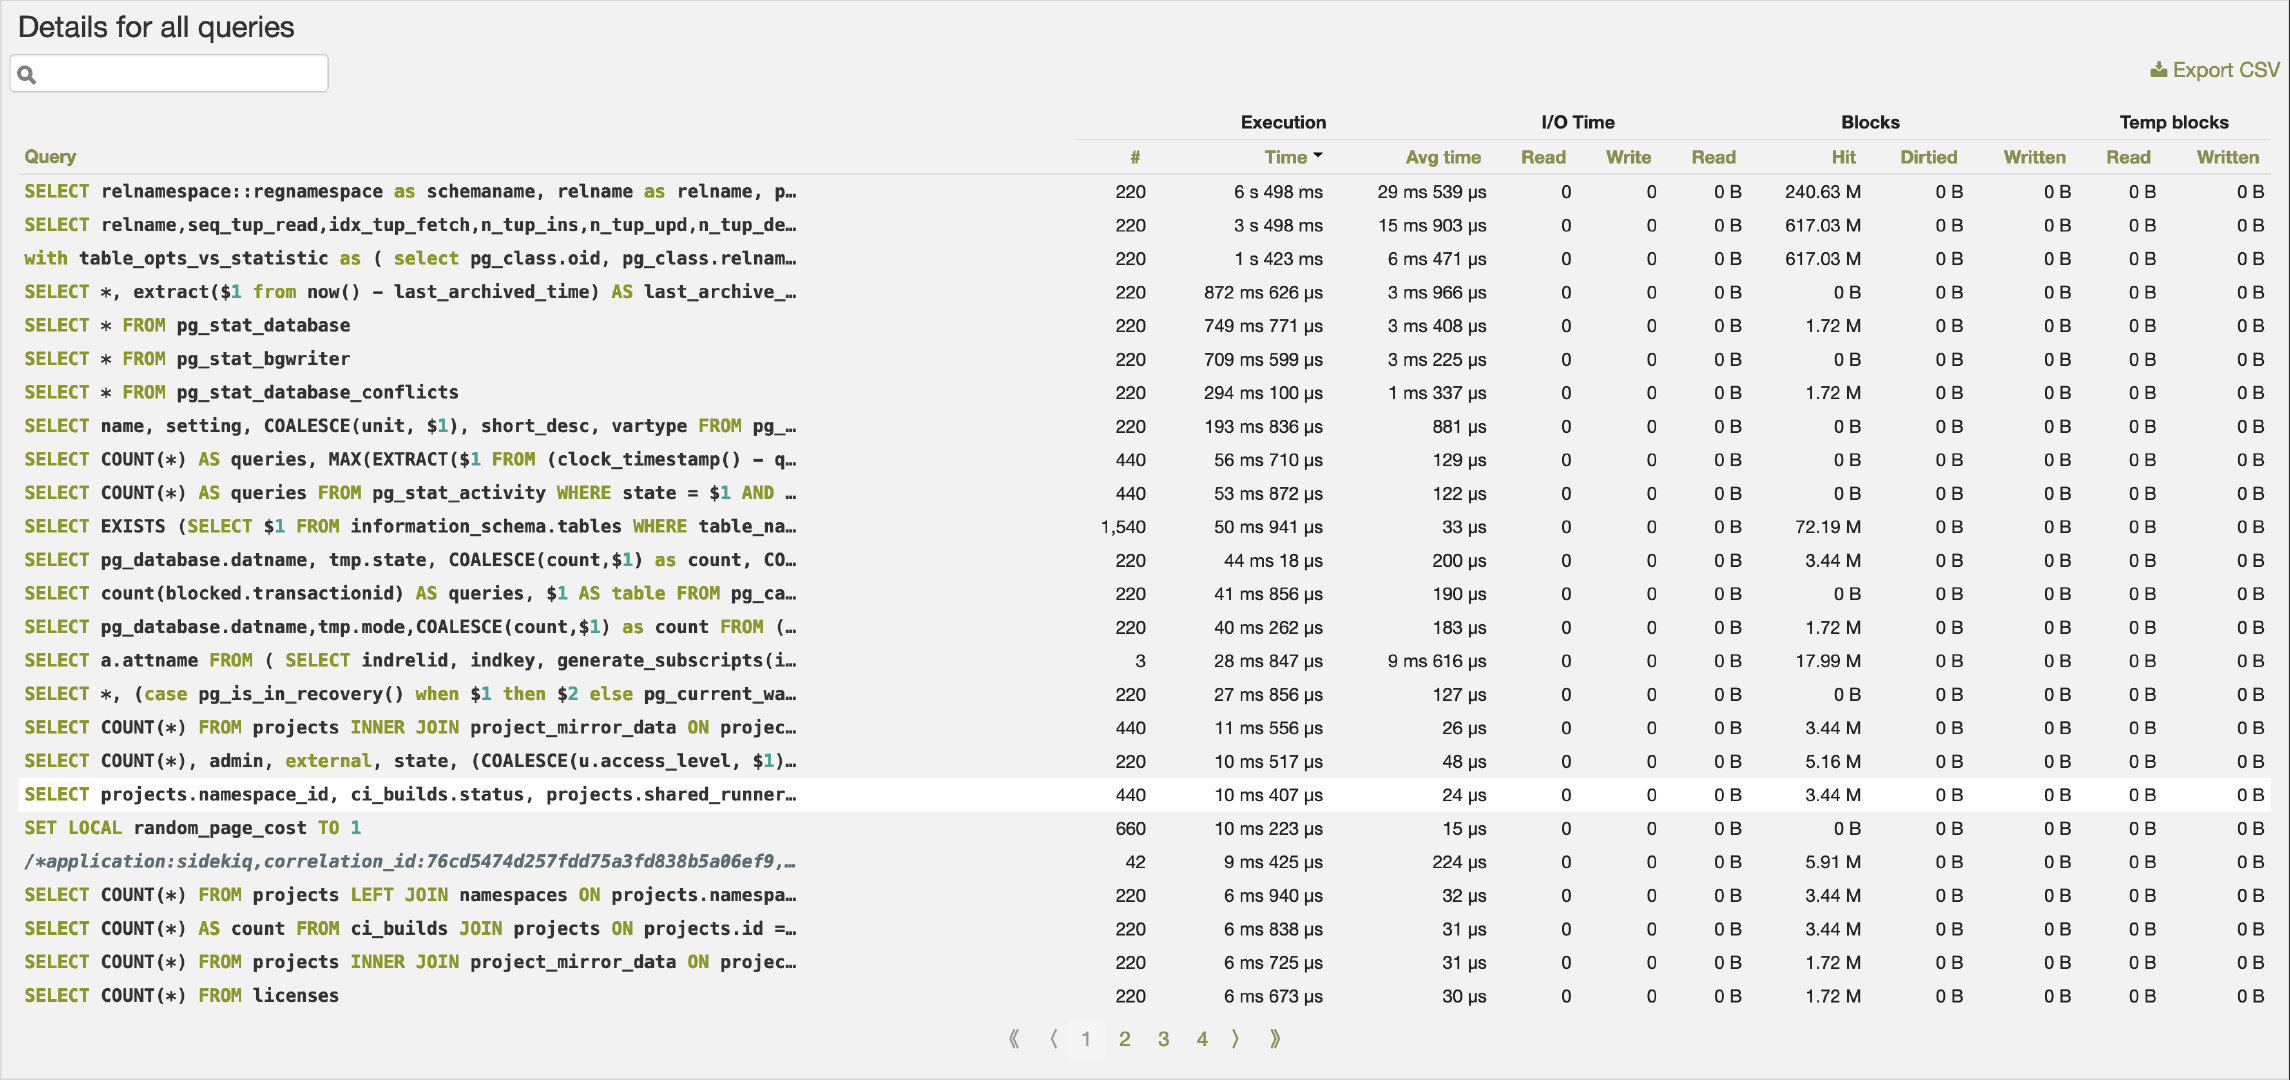 Details for all queries
Export CSV
Execution I/O Time Blocks Temp blocks
Query # Time Avg time Read Write Read Hit Dirtied Written Read Written
SELECT relnamespace::regnamespace as schemaname, relname as relname, p… 220 6 s 498 ms 29 ms 539 µs 0 0 0 B 240.63 M 0 B 0 B 0 B 0 B
SELECT relname,seq_tup_read,idx_tup_fetch,n_tup_ins,n_tup_upd,n_tup_de… 220 3 s 498 ms 15 ms 903 µs 0 0 0 B 617.03 M 0 B 0 B 0 B 0 B
with table_opts_vs_statistic as ( select pg_class.oid, pg_class.relnam… 220 1 s 423 ms 6 ms 471 µs 0 0 0 B 617.03 M 0 B 0 B 0 B 0 B
SELECT *, extract($1 from now() - last_archived_time) AS last_archive_… 220 872 ms 626 µs 3 ms 966 µs 0 0 0 B 0 B 0 B 0 B 0 B 0 B
SELECT * FROM pg_stat_database 220 749 ms 771 µs 3 ms 408 µs 0 0 0 B 1.72 M 0 B 0 B 0 B 0 B
SELECT * FROM pg_stat_bgwriter 220 709 ms 599 µs 3 ms 225 µs 0 0 0 B 0 B 0 B 0 B 0 B 0 B
SELECT * FROM pg_stat_database_conflicts 220 294 ms 100 µs 1 ms 337 µs 0 0 0 B 1.72 M 0 B 0 B 0 B 0 B
SELECT name, setting, COALESCE(unit, $1), short_desc, vartype FROM pg_… 220 193 ms 836 µs 881 µs 0 0 0 B 0 B 0 B 0 B 0 B 0 B
SELECT COUNT(*) AS queries, MAX(EXTRACT($1 FROM (clock_timestamp() - q… 440 56 ms 710 µs 129 µs 0 0 0 B 0 B 0 B 0 B 0 B 0 B
SELECT COUNT(*) AS queries FROM pg_stat_activity WHERE state = $1 AND … 440 53 ms 872 µs 122 µs 0 0 0 B 0 B 0 B 0 B 0 B 0 B
SELECT EXISTS (SELECT $1 FROM information_schema.tables WHERE table_na… 1,540 50 ms 941 µs 33 µs 0 0 0 B 72.19 M 0 B 0 B 0 B 0 B
SELECT pg_database.datname, tmp.state, COALESCE(count,$1) as count, CO… 220 44 ms 18 µs 200 µs 0 0 0 B 3.44 M 0 B 0 B 0 B 0 B
SELECT count(blocked.transactionid) AS queries, $1 AS table FROM pg_ca… 220 41 ms 856 µs 190 µs 0 0 0 B 0 B 0 B 0 B 0 B 0 B
SELECT pg_database.datname,tmp.mode,COALESCE(count,$1) as count FROM (… 220 40 ms 262 µs 183 µs 0 0 0 B 1.72 M 0 B 0 B 0 B 0 B
SELECT a.attname FROM ( SELECT indrelid, indkey, generate_subscripts(i… 3 28 ms 847 µs 9 ms 616 µs 0 0 0 B 17.99 M 0 B 0 B 0 B 0 B
SELECT *, (case pg_is_in_recovery() when $1 then $2 else pg_current_wa… 220 27 ms 856 µs 127 µs 0 0 0 B 0 B 0 B 0 B 0 B 0 B
SELECT COUNT(*) FROM projects INNER JOIN project_mirror_data ON projec… 440 11 ms 556 µs 26 µs 0 0 0 B 3.44 M 0 B 0 B 0 B 0 B
SELECT COUNT(*), admin, external, state, (COALESCE(u.access_level, $1)… 220 10 ms 517 µs 48 µs 0 0 0 B 5.16 M 0 B 0 B 0 B 0 B
SELECT projects.namespace_id, ci_builds.status, projects.shared_runner… 440 10 ms 407 µs 24 µs 0 0 0 B 3.44 M 0 B 0 B 0 B 0 B
SET LOCAL random_page_cost TO 1 660 10 ms 223 µs 15 µs 0 0 0 B 0 B 0 B 0 B 0 B 0 B
/*application:sidekiq,correlation_id:76cd5474d257fdd75a3fd838b5a06ef9,… 42 9 ms 425 µs 224 µs 0 0 0 B 5.91 M 0 B 0 B 0 B 0 B
SELECT COUNT(*) FROM projects LEFT JOIN namespaces ON projects.namespa… 220 6 ms 940 µs 32 µs 0 0 0 B 3.44 M 0 B 0 B 0 B 0 B
SELECT COUNT(*) AS count FROM ci_builds JOIN projects ON projects.id =… 220 6 ms 838 µs 31 µs 0 0 0 B 3.44 M 0 B 0 B 0 B 0 B
SELECT COUNT(*) FROM projects INNER JOIN project_mirror_data ON projec… 220 6 ms 725 µs 31 µs 0 0 0 B 1.72 M 0 B 0 B 0 B 0 B
SELECT COUNT(*) FROM licenses 220 6 ms 673 µs 30 µs 0 0 0 B 1.72 M 0 B 0 B 0 B 0 B
⟪ ⟨ 1 2 3 4 ⟩ ⟫